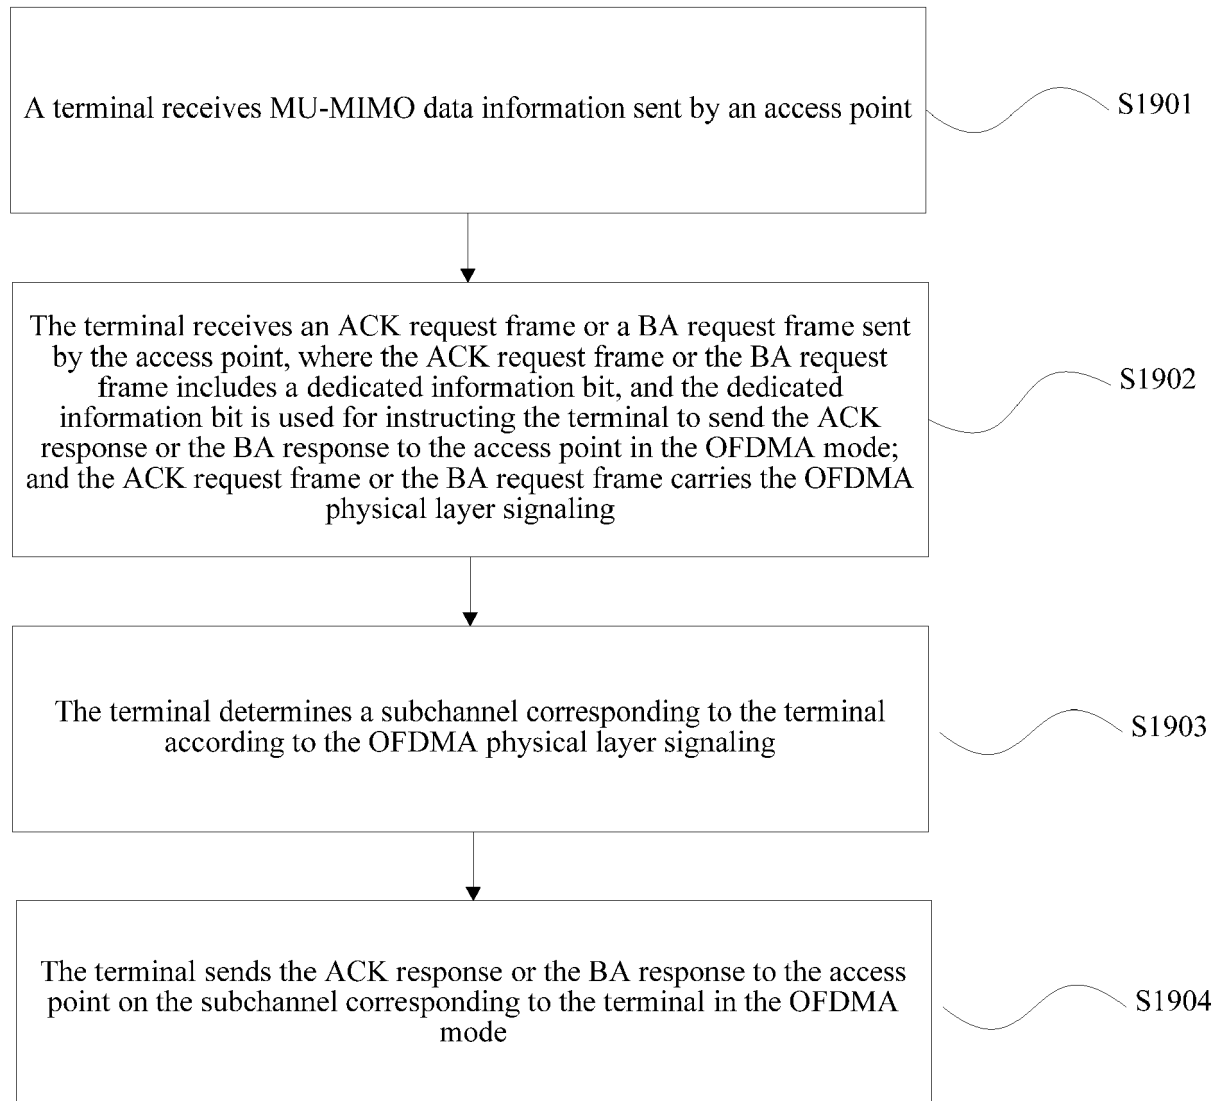 A terminal receives MU-MIMO data information sent by an access point
S1901
The terminal receives an ACK request frame or a BA request frame sent
by the access point, where the ACK request frame or the BA request
frame includes a dedicated information bit, and the dedicated
information bit is used for instructing the terminal to send the ACK
response or the BA response to the access point in the OFDMA mode;
and the ACK request frame or the BA request frame carries the OFDMA
physical layer signaling
S1902
The terminal determines a subchannel corresponding to the terminal
according to the OFDMA physical layer signaling
S1903
The terminal sends the ACK response or the BA response to the access
point on the subchannel corresponding to the terminal in the OFDMA
mode
S1904